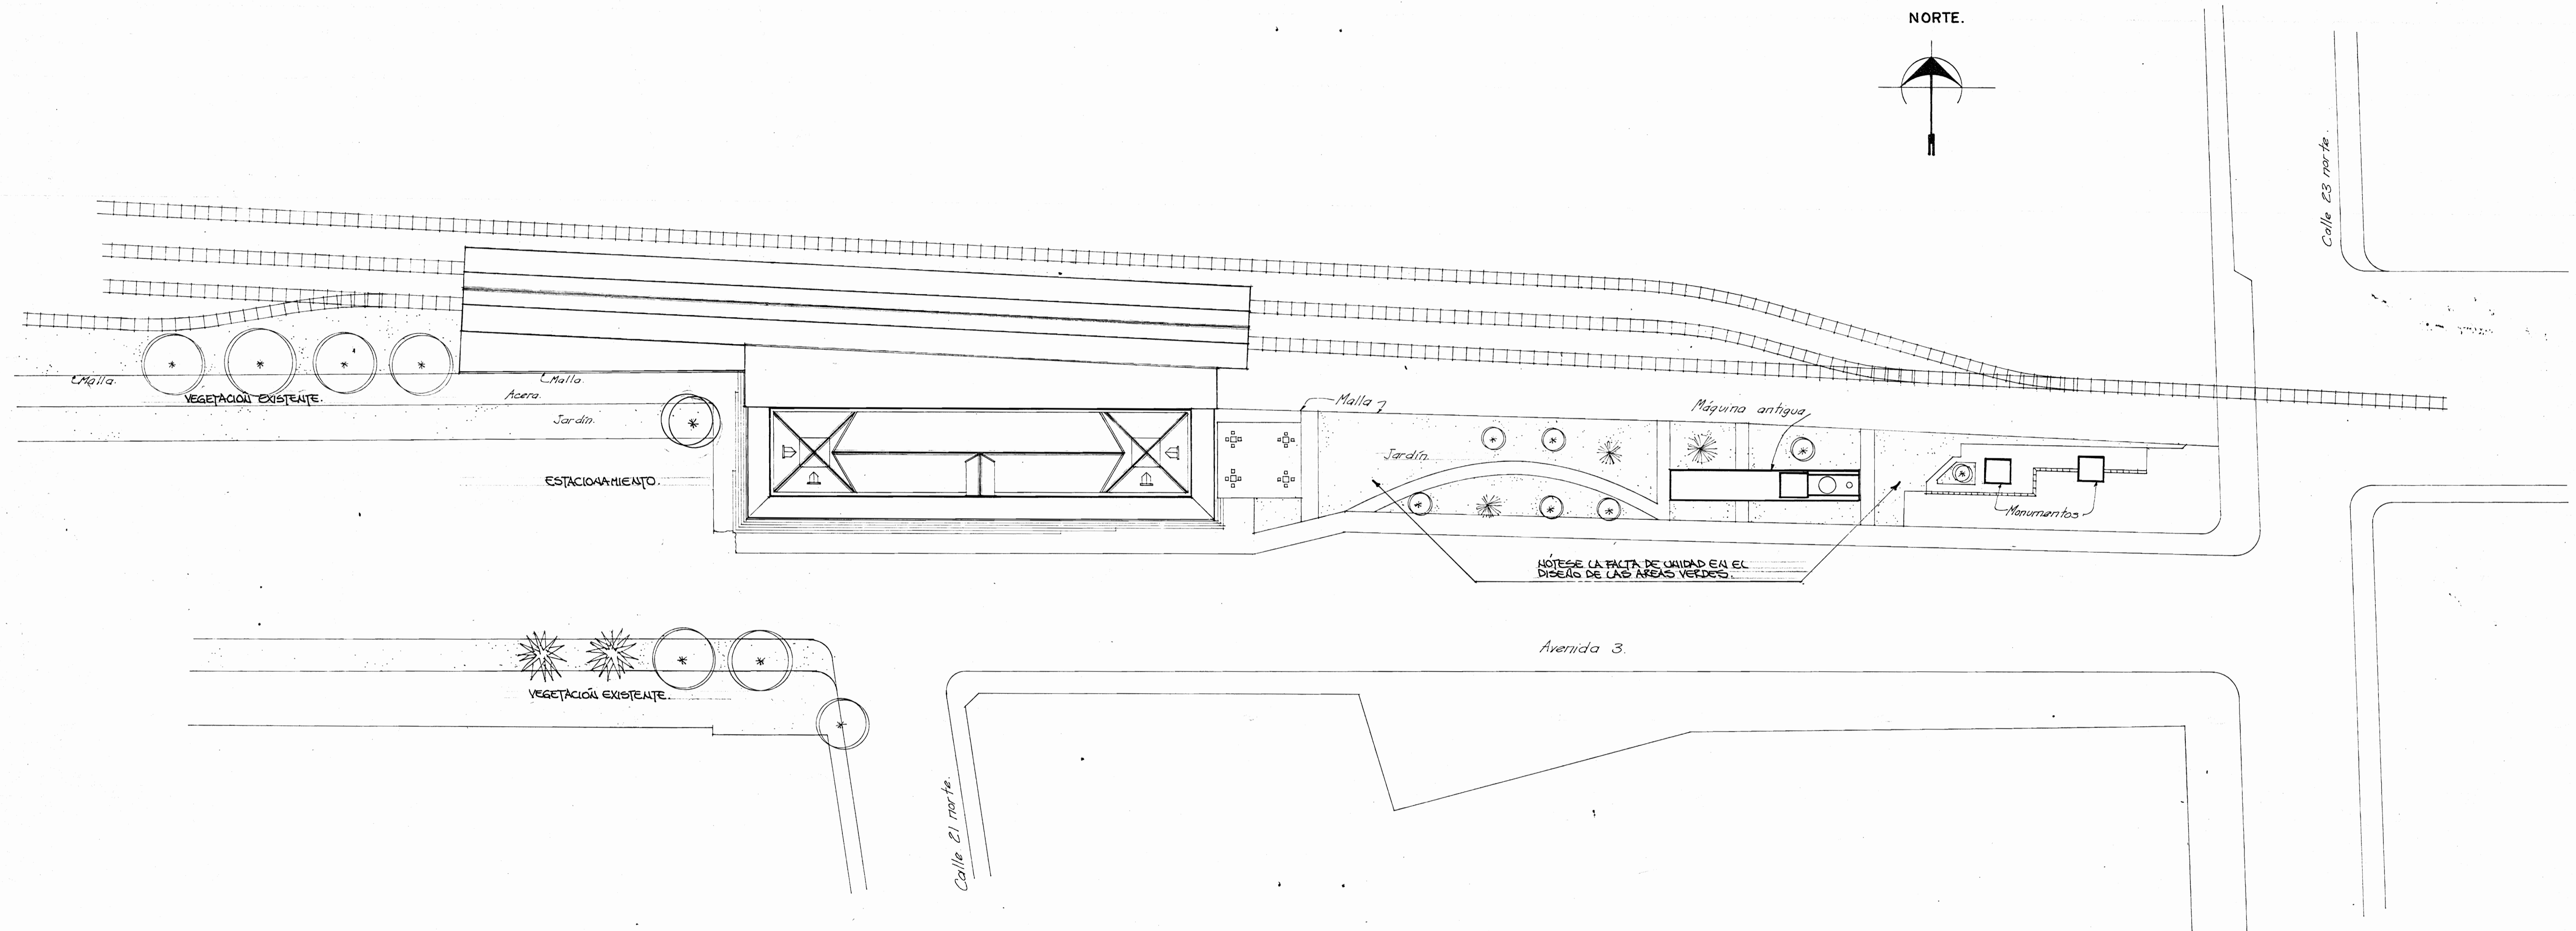 NORTE.
Calle 23 norte.
Malla.
Malla.
VEGETACIÓN EXISTENTE.
Acera.
Jardín.
Malla
Máquina antigua
Jardín.
ESTACIONAMIENTO.
Monumentos
NÓTESE LA FALTA DE UNIDAD EN EL
DISEÑO DE LAS AREAS VERDES.
Avenida 3.
VEGETACIÓN EXISTENTE.
Calle 21 norte.